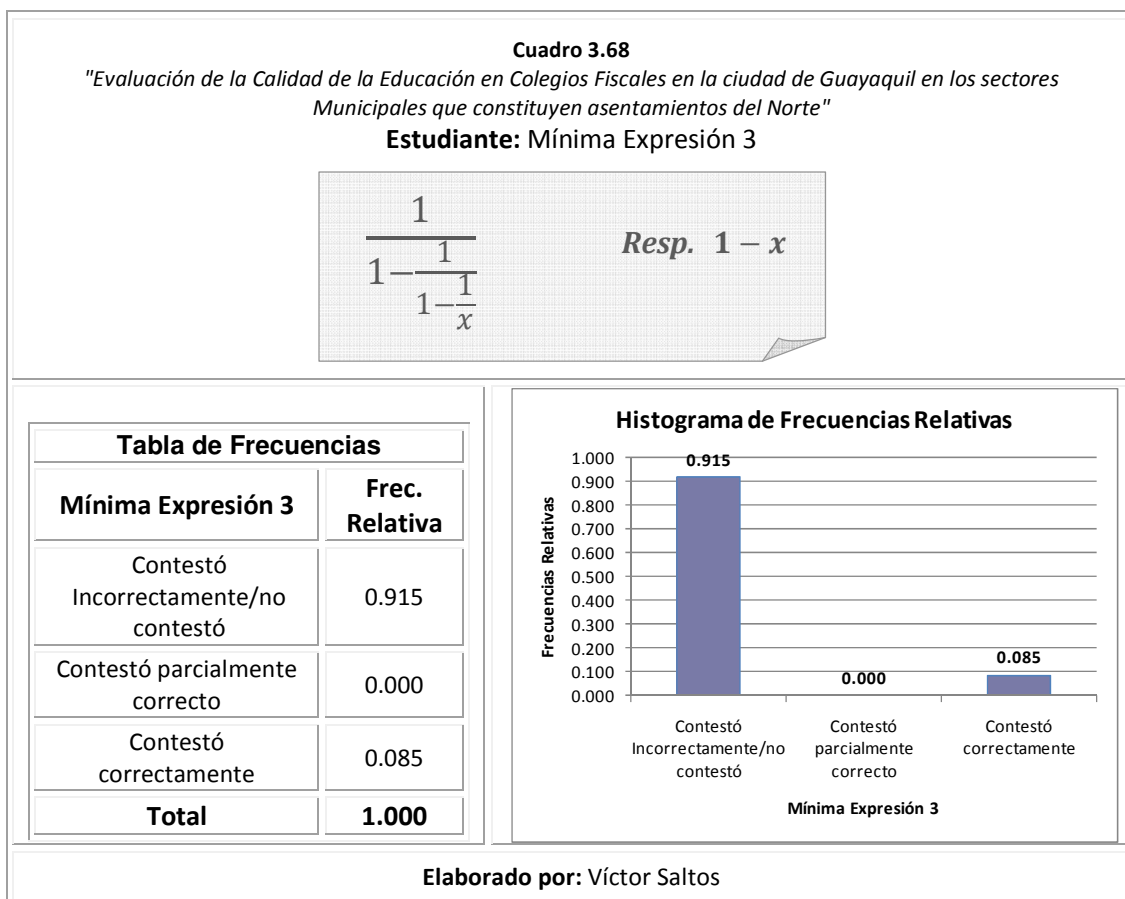 Cuadro 3.68
"Evaluación de la Calidad de la Educación en Colegios Fiscales en la ciudad de Guayaquil en los sectores
Municipales que constituyen asentamientos del Norte"
Estudiante: Mínima Expresión 3
1
1−1
1−1
x
Resp. 1 − x
Tabla de Frecuencias
Mínima Expresión 3
Frec.
Relativa
Contestó
Incorrectamente/no
contestó
0.915
Contestó parcialmente
correcto
0.000
Contestó
correctamente
0.085
Total
1.000
Histograma de Frecuencias Relativas
Frecuencias Relativas
1.000
0.900
0.800
0.700
0.600
0.500
0.400
0.300
0.200
0.100
0.000
0.915
0.000
0.085
Contestó
Incorrectamente/no
contestó
Contestó
parcialmente
correcto
Contestó
correctamente
Mínima Expresión 3
Elaborado por: Víctor Saltos